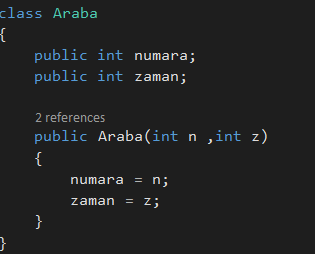 class Araba
{
public int numara;
public int zaman;
2 references
public Araba(int n ,int z)
{
numara = n;
zaman = z;
}
}